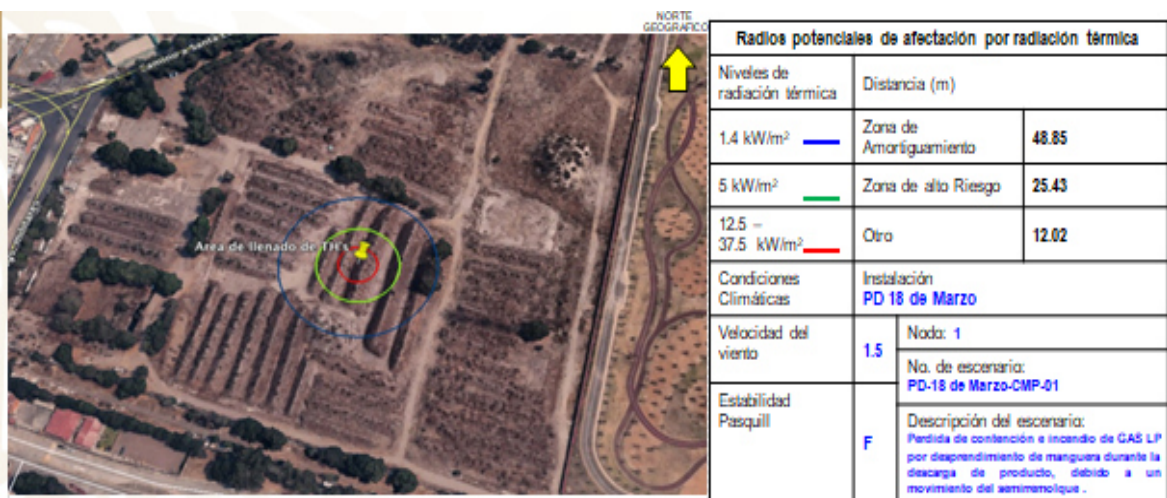 NORTE
GEOGRAFICO
Camino a Santa
Area de llenado de TH's
Radios potenciales de afectación por radiación térmica
Niveles de
radiación térmica
Distancia (m)
1.4 kW/m²
Zona de
Amortiguamiento
48.85
5 kW/m²
Zona de alto Riesgo
25.43
12.5 –
37.5 kW/m²
Otro
12.02
Condiciones
Climáticas
Instalación
PD 18 de Marzo
Velocidad del
viento
1.5
Nodo: 1
No. de escenario:
PD-18 de Marzo-CMP-01
Estabilidad
Pasquill
F
Descripción del escenario:
Perdida de contención e incendio de GAS LP
por desprendimiento de manguera durante la
descarga de producto, debido a un
movimiento del semirremolque .